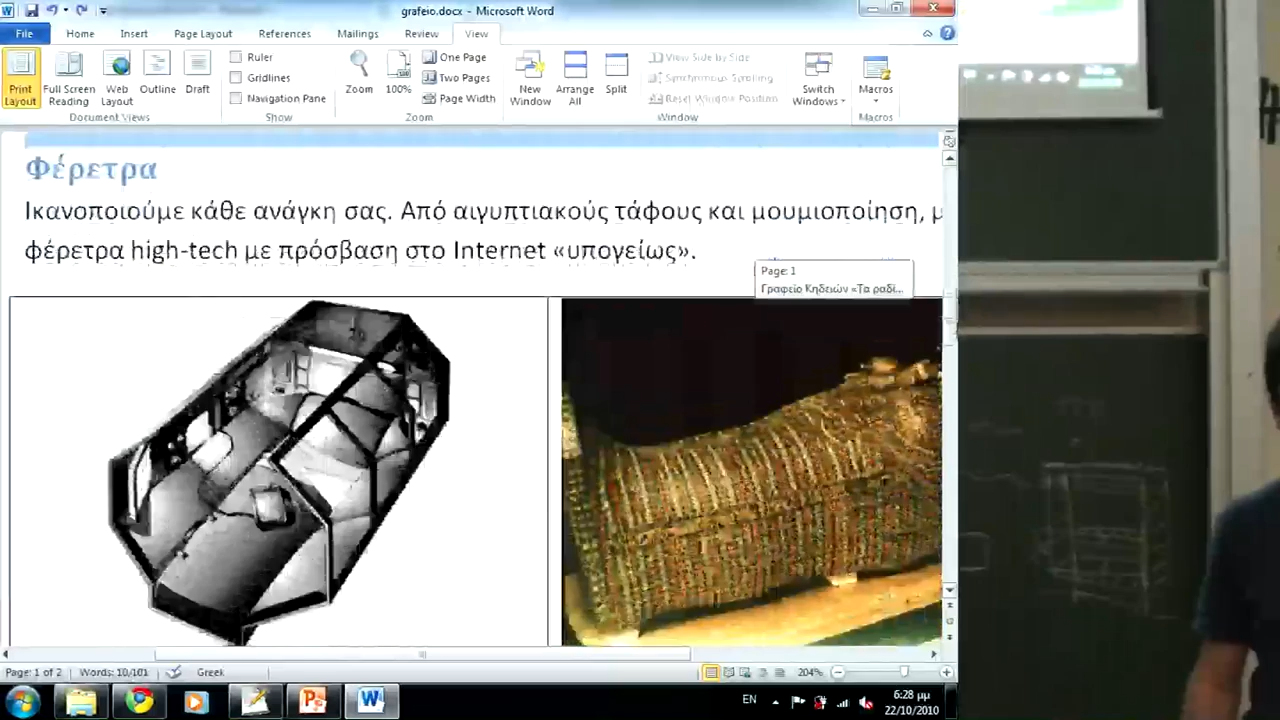 grafeio.docx - Microsoft Word
File Home Insert Page Layout References Mailings Review View
Print Layout
Full Screen Reading
Web Layout
Outline
Draft
Document Views
Ruler
Gridlines
Navigation Pane
Show
Zoom
100%
One Page
Two Pages
Page Width
Zoom
New Window
Arrange All
Split
View Side by Side
Synchronous Scrolling
Reset Window Position
Window
Switch Windows
Macros
Macros
Φέρετρα
Ικανοποιούμε κάθε ανάγκη σας. Από αιγυπτιακούς τάφους και μουμιοποίηση, μ
φέρετρα high-tech με πρόσβαση στο Internet «υπογείως».
Page: 1
Γραφείο Κηδειών «Τα ραδί...
Page: 1 of 2 Words: 10/101 Greek 204%
EN
6:28 μμ
22/10/2010